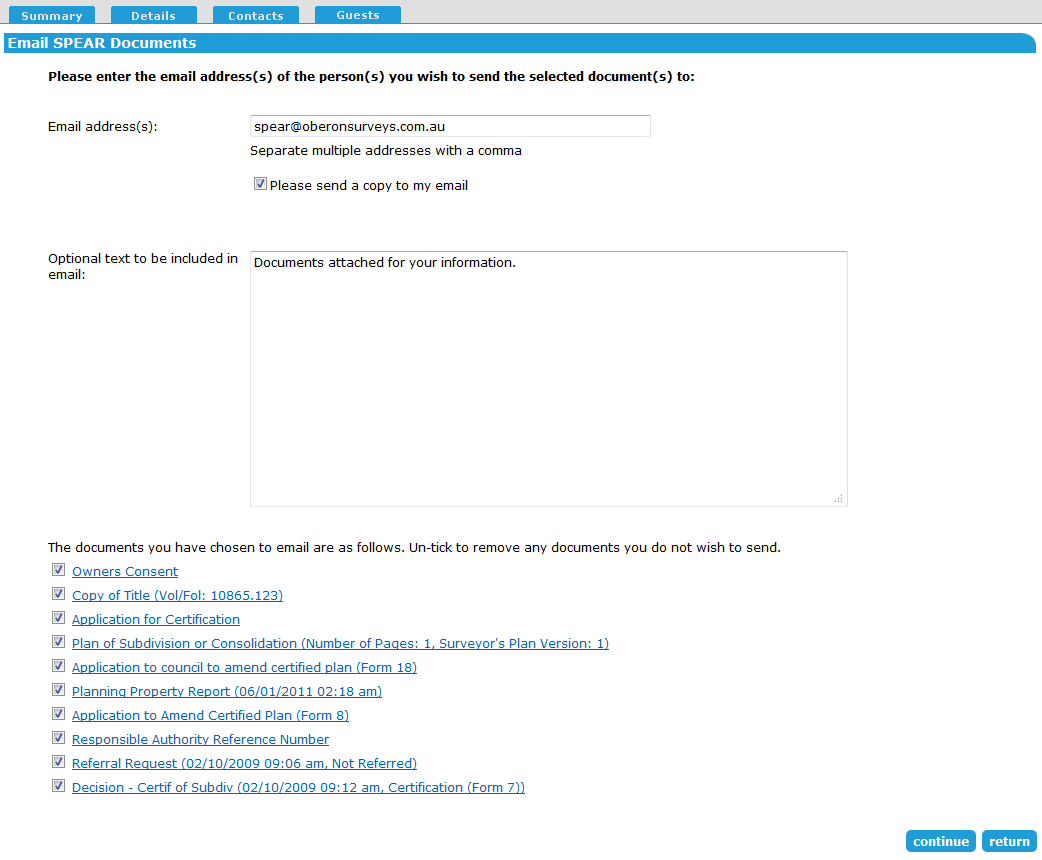 Summary Details Contacts Guests
Email SPEAR Documents
Please enter the email address(s) of the person(s) you wish to send the selected document(s) to:
Email address(s): spear@oberonsurveys.com.au
Separate multiple addresses with a comma
Please send a copy to my email
Optional text to be included in
email:
Documents attached for your information.
The documents you have chosen to email are as follows. Un-tick to remove any documents you do not wish to send.
Owners Consent
Copy of Title (Vol/Fol: 10865.123)
Application for Certification
Plan of Subdivision or Consolidation (Number of Pages: 1, Surveyor's Plan Version: 1)
Application to council to amend certified plan (Form 18)
Planning Property Report (06/01/2011 02:18 am)
Application to Amend Certified Plan (Form 8)
Responsible Authority Reference Number
Referral Request (02/10/2009 09:06 am, Not Referred)
Decision - Certif of Subdiv (02/10/2009 09:12 am, Certification (Form 7))
continue return